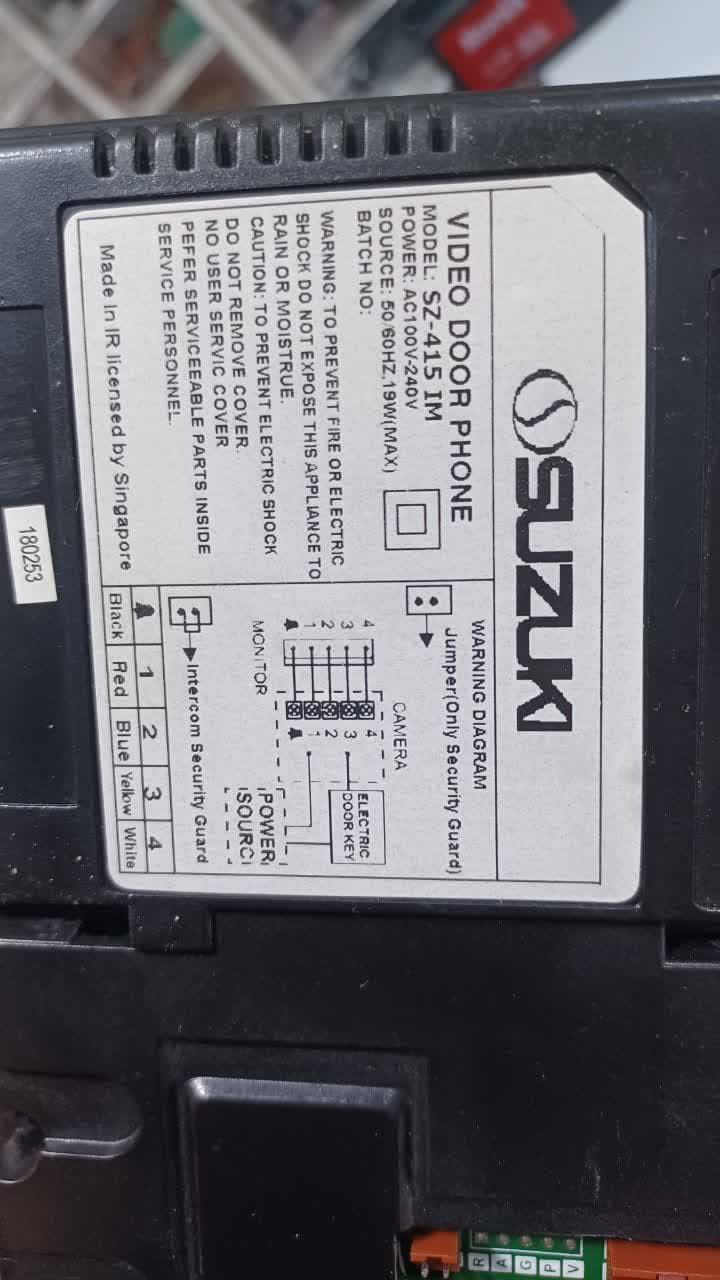 SUZUKI
VIDEO DOOR PHONE
MODEL: SZ-415 IM
POWER: AC100V-240V
SOURCE: 50/60HZ.19W(MAX)
BATCH NO:
WARNING: TO PREVENT FIRE OR ELECTRIC
SHOCK DO NOT EXPOSE THIS APPLIANCE TO
RAIN OR MOISTRUE.
CAUTION: TO PREVENT ELECTRIC SHOCK
DO NOT REMOVE COVER.
NO USER SERVIC COVER
PEFER SERVICEEABLE PARTS INSIDE
SERVICE PERSONNEL.
Made In IR licensed by Singapore
WARNING DIAGRAM
Jumper(Only Security Guard)
CAMERA
4 4
3 3
2 2
1 1
ELECTRIC
DOOR KEY
MONITOR
POWER
SOURC
Intercom Security Guard
1 2 3 4
Black Red Blue Yellow White
180253
R A G P V